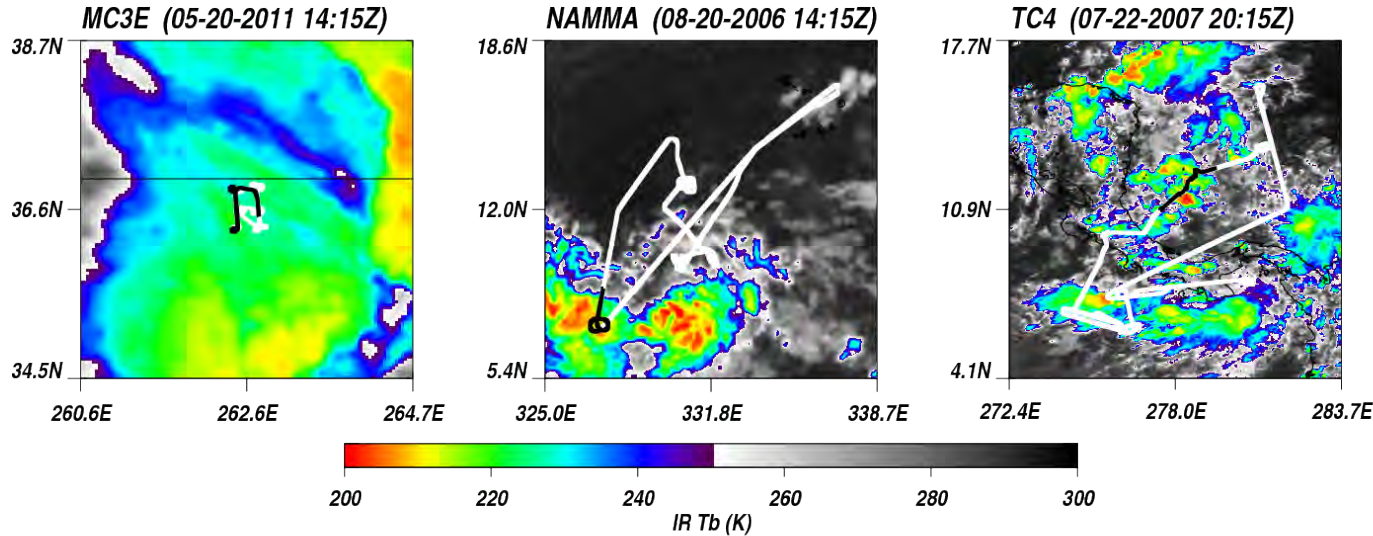 MC3E (05-20-2011 14:15Z)
NAMMA (08-20-2006 14:15Z)
TC4 (07-22-2007 20:15Z)
38.7N
36.6N
34.5N
260.6E
262.6E
264.7E
18.6N
12.0N
5.4N
325.0E
331.8E
338.7E
17.7N
10.9N
4.1N
272.4E
278.0E
283.7E
200
220
240
260
280
300
IR Tb (K)